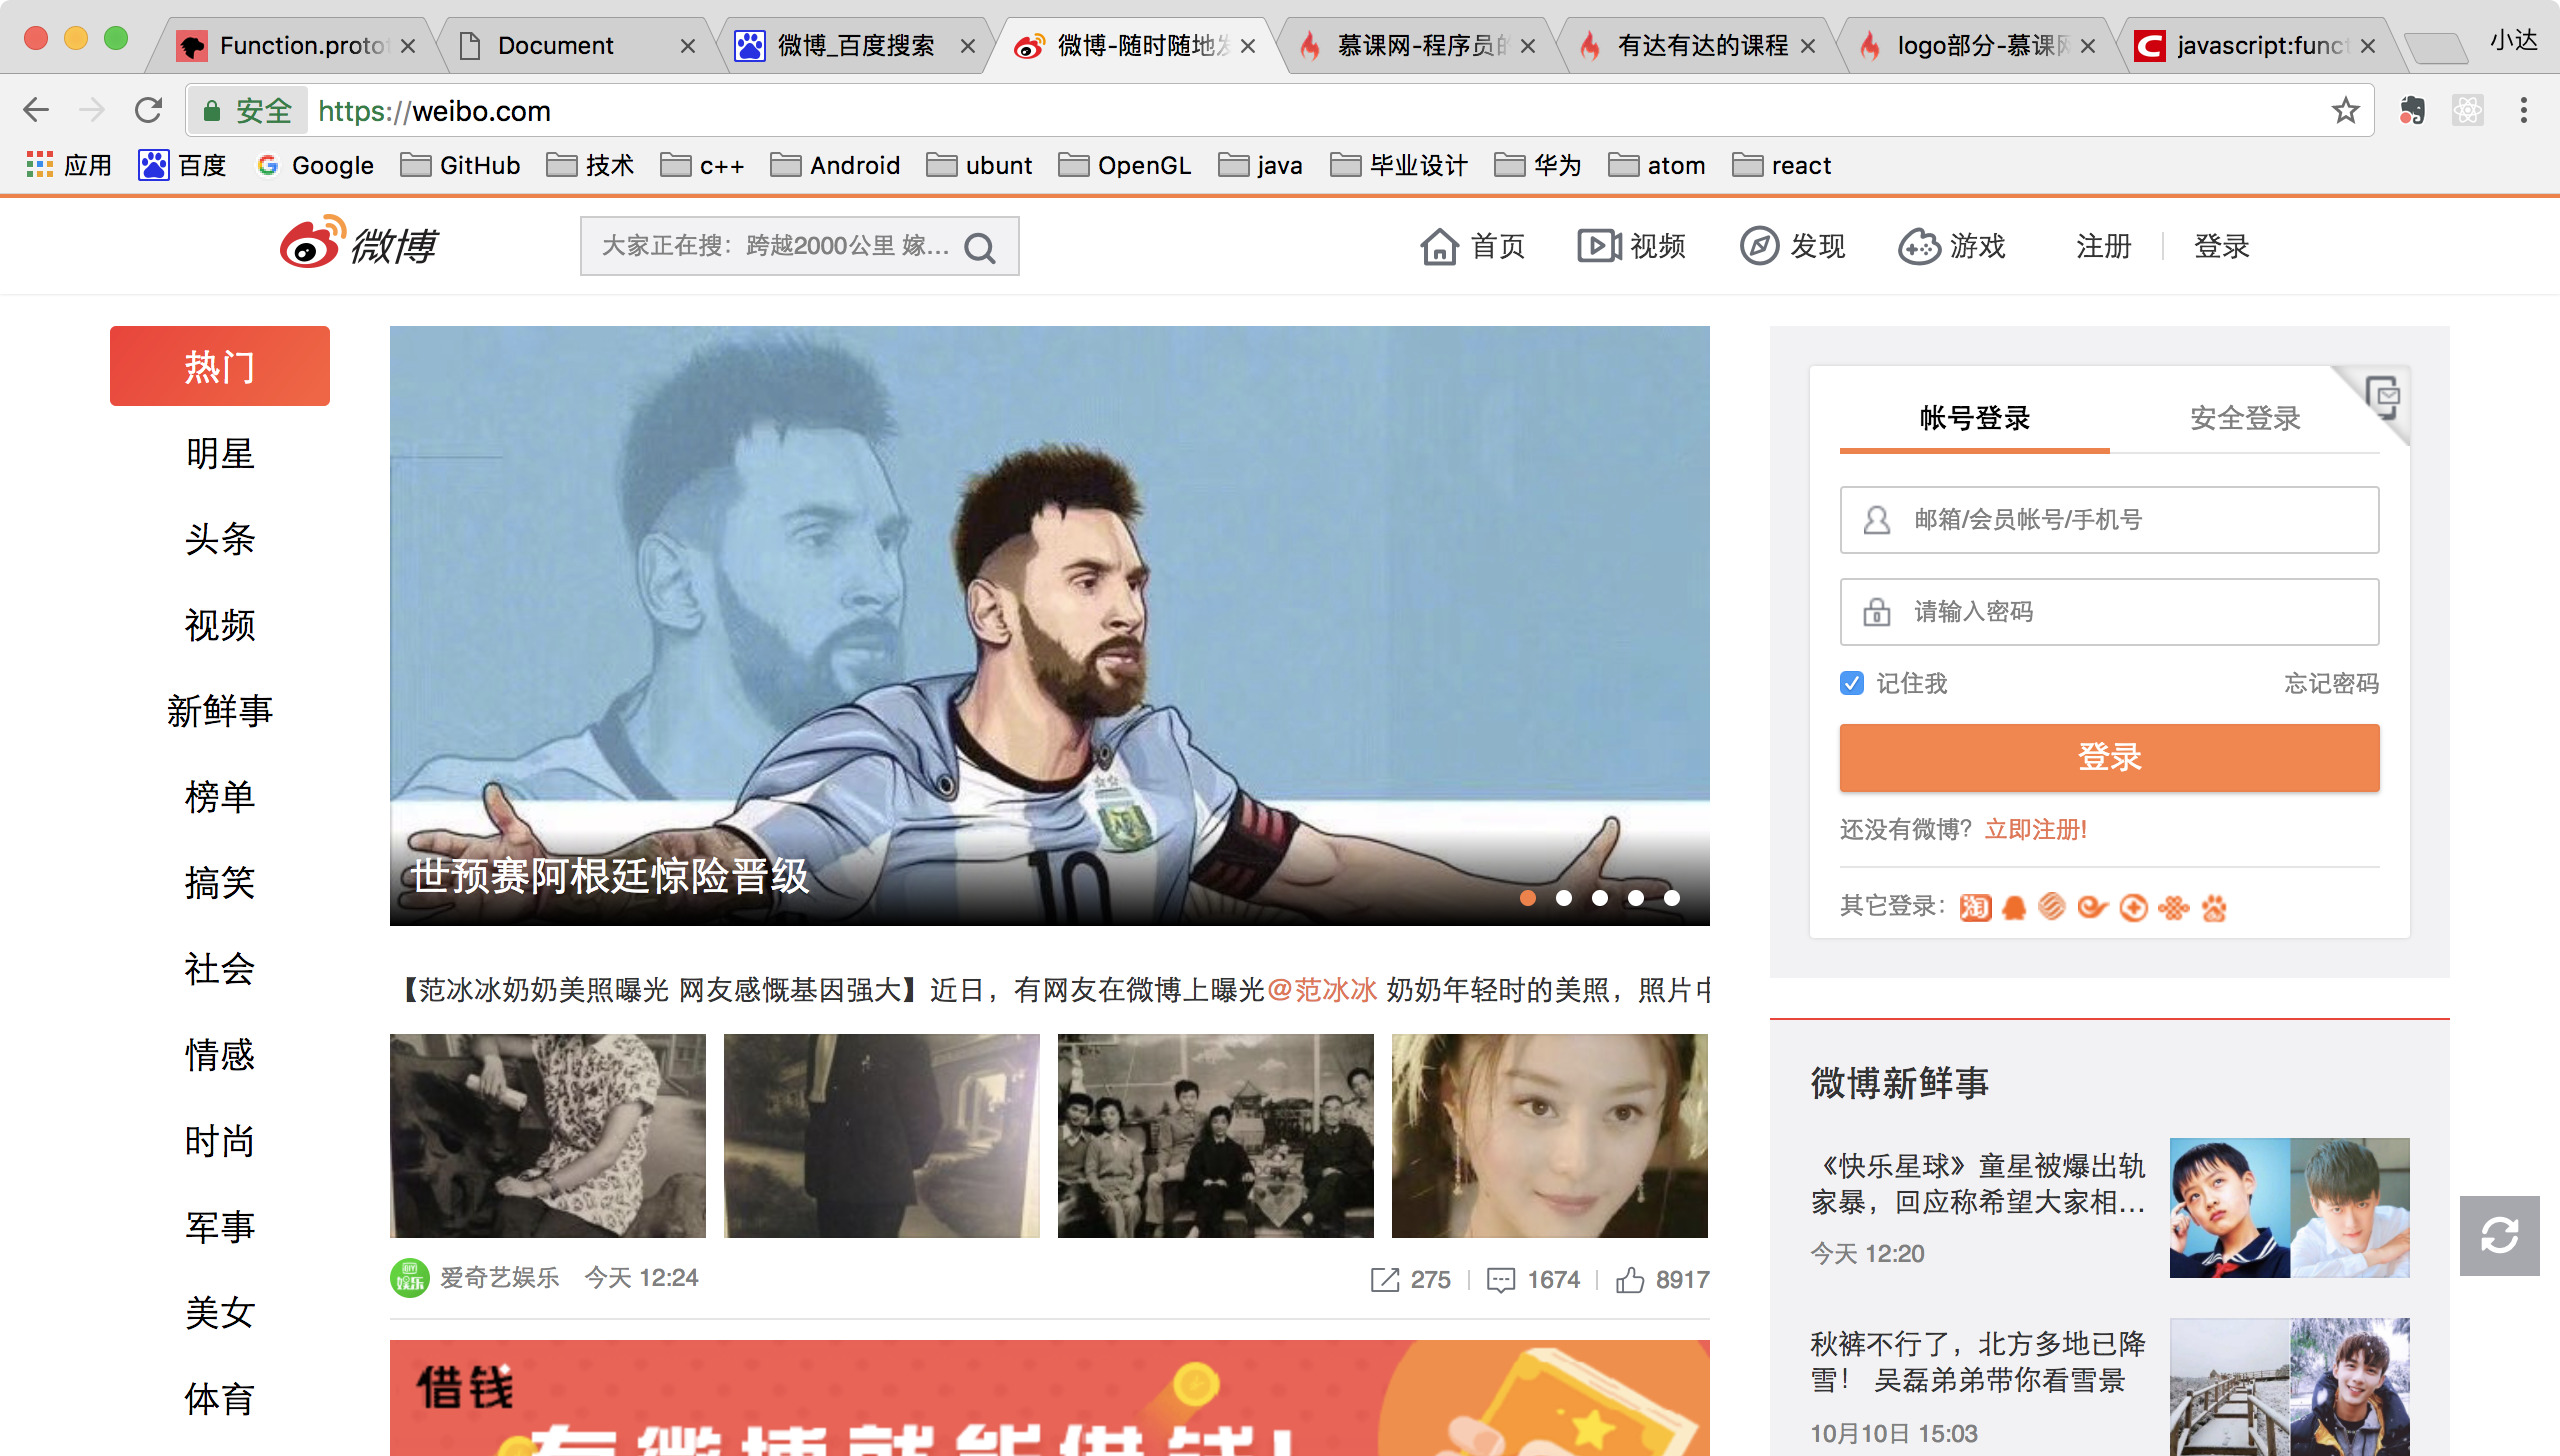 Function.proto
Document
微博_百度搜索
微博-随时随地发
慕课网-程序员的
有达有达的课程
logo部分-慕课网
javascript:funct
小达
安全 https://weibo.com
应用 百度 Google GitHub 技术 c++ Android ubunt OpenGL java 毕业设计 华为 atom react
微博
大家正在搜：跨越2000公里 嫁...
首页 视频 发现 游戏 注册 登录
热门
明星
头条
视频
新鲜事
榜单
搞笑
社会
情感
时尚
军事
美女
体育
10
世预赛阿根廷惊险晋级
【范冰冰奶奶美照曝光 网友感慨基因强大】近日，有网友在微博上曝光@范冰冰 奶奶年轻时的美照，照片中
爱奇艺娱乐 今天 12:24
275 1674 8917
借钱
有微博就能借钱!
帐号登录 安全登录
邮箱/会员帐号/手机号
请输入密码
记住我 忘记密码
登录
还没有微博？立即注册!
其它登录：
微博新鲜事
《快乐星球》童星被爆出轨
家暴，回应称希望大家相...
今天 12:20
秋裤不行了，北方多地已降
雪！ 吴磊弟弟带你看雪景
10月10日 15:03